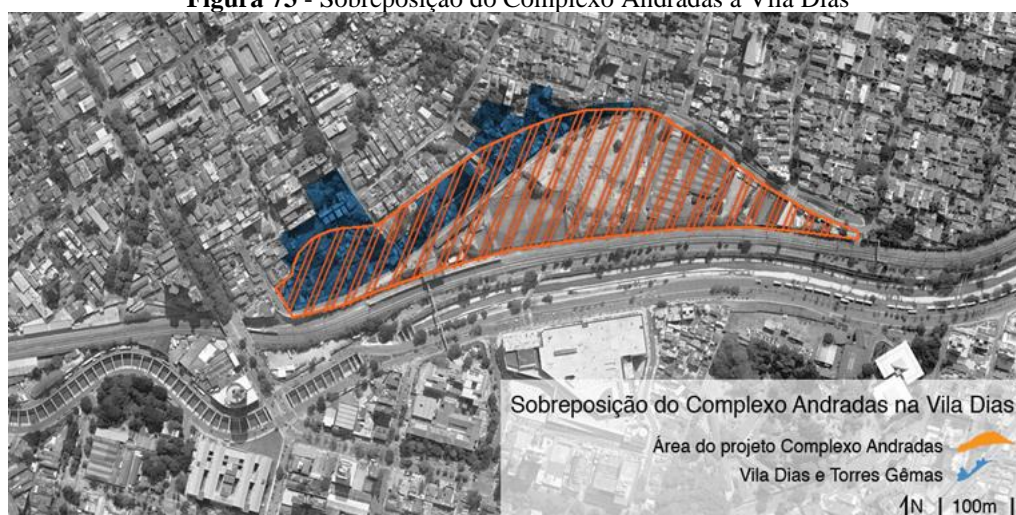 Figura 73 - Sobreposição do Complexo Andradas à Vila Dias
Sobreposição do Complexo Andradas na Vila Dias
Área do projeto Complexo Andradas
Vila Dias e Torres Gêmas
N 100m